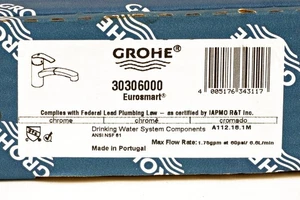 GROHE
30306000
Eurosmart®
4 005176 343117
Complies with Federal Lead Plumbing Law - as certified by IAPMO R&T Inc.
chrome chromé cromado
Drinking Water System Components A112.18.1M
ANSI NSF 61
Made in Portugal Max Flow Rate: 1.75gpm at 60psi/ 6.6L/min